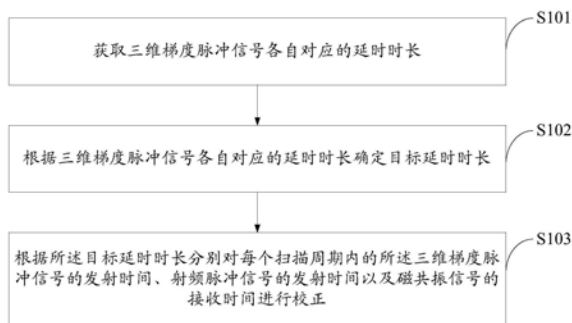 S101
获取三维梯度脉冲信号各自对应的延时时长
S102
根据三维梯度脉冲信号各自对应的延时时长确定目标延时时长
S103
根据所述目标延时时长分别对每个扫描周期内的所述三维梯度脉
冲信号的发射时间、射频脉冲信号的发射时间以及磁共振信号的
接收时间进行校正